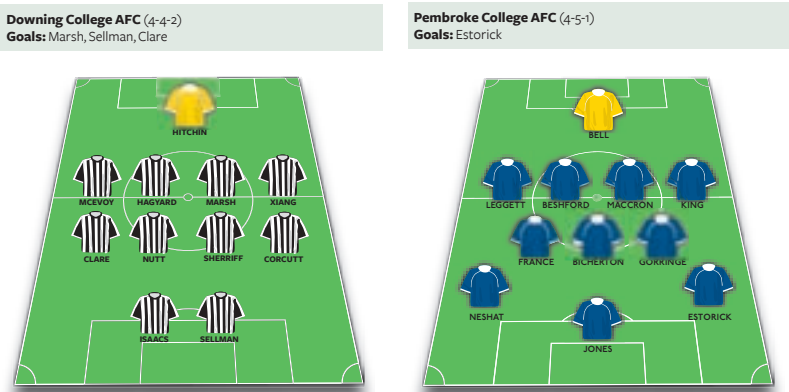 Downing College AFC (4-4-2)
Goals: Marsh, Sellman, Clare
HITCHIN
MCEVOY HAGYARD MARSH XIANG
CLARE NUTT SHERRIFF CORCUTT
ISAACS SELLMAN
Pembroke College AFC (4-5-1)
Goals: Estorick
BELL
LEGGETT BESHFORD MACCRON KING
FRANCE BICHERTON GORRINGE
NESHAT ESTORICK
JONES